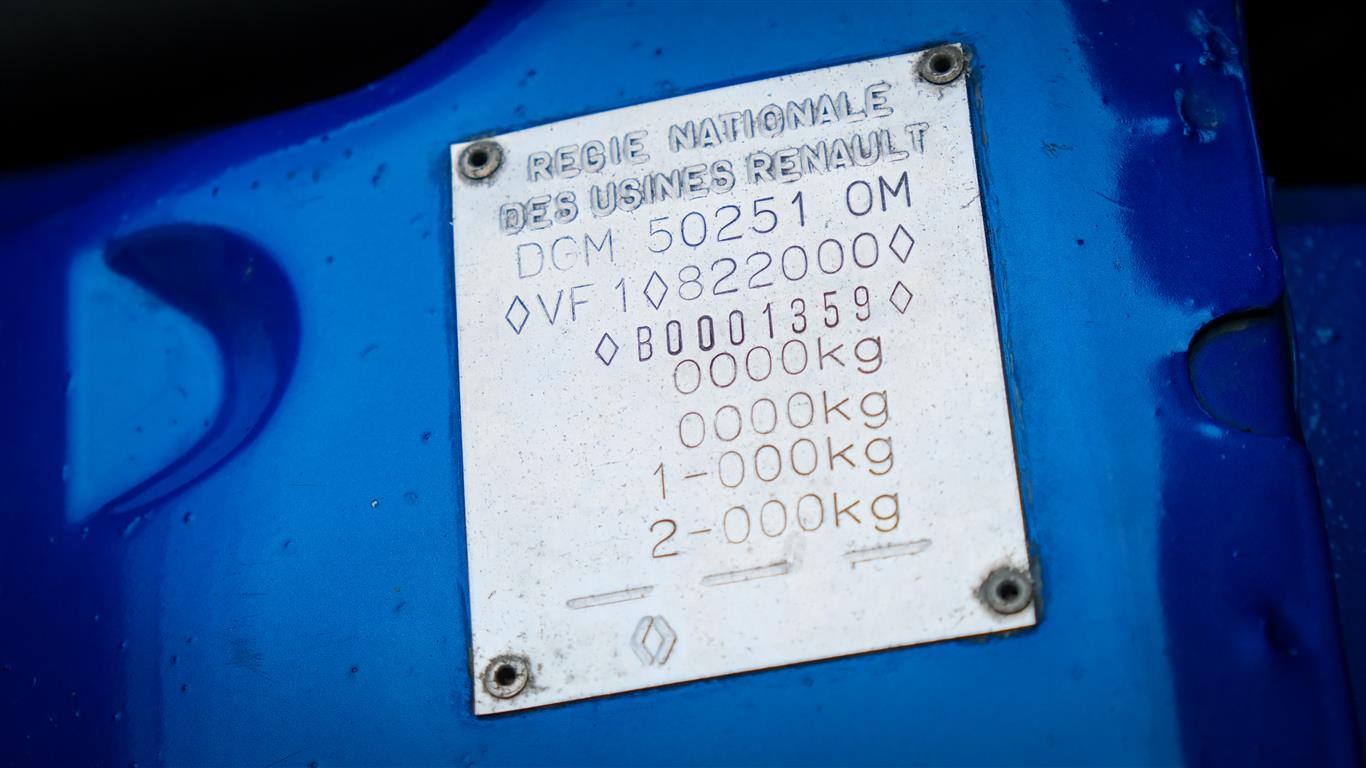 REGIE NATIONALE
DES USINES RENAULT
DGM 50251 OM
◊VF1◊822000◊
◊B0001359◊
0000kg
0000kg
1-000kg
2-000kg